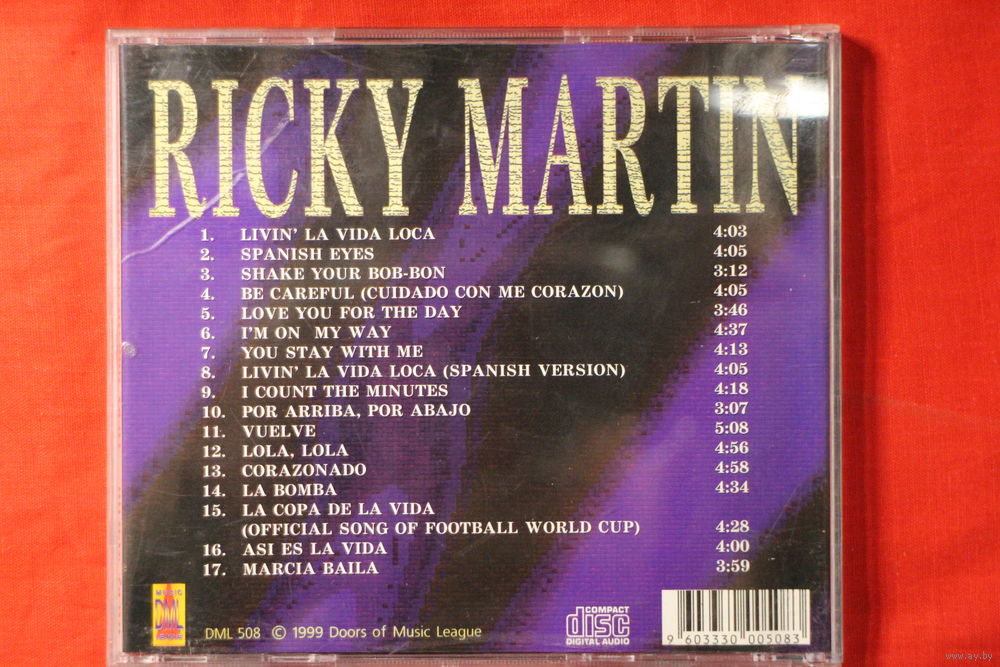 RICKY MARTIN
1. LIVIN' LA VIDA LOCA 4:03
2. SPANISH EYES 4:05
3. SHAKE YOUR BOB-BON 3:12
4. BE CAREFUL (CUIDADO CON ME CORAZON) 4:05
5. LOVE YOU FOR THE DAY 3:46
6. I'M ON MY WAY 4:37
7. YOU STAY WITH ME 4:13
8. LIVIN' LA VIDA LOCA (SPANISH VERSION) 4:05
9. I COUNT THE MINUTES 4:18
10. POR ARRIBA, POR ABAJO 3:07
11. VUELVE 5:08
12. LOLA, LOLA 4:56
13. CORAZONADO 4:58
14. LA BOMBA 4:34
15. LA COPA DE LA VIDA
(OFFICIAL SONG OF FOOTBALL WORLD CUP) 4:28
16. ASI ES LA VIDA 4:00
17. MARCIA BAILA 3:59
MUSIC
DML
DML 508 © 1999 Doors of Music League
COMPACT
disc
DIGITAL AUDIO
9 603330 005083
www.ay.by